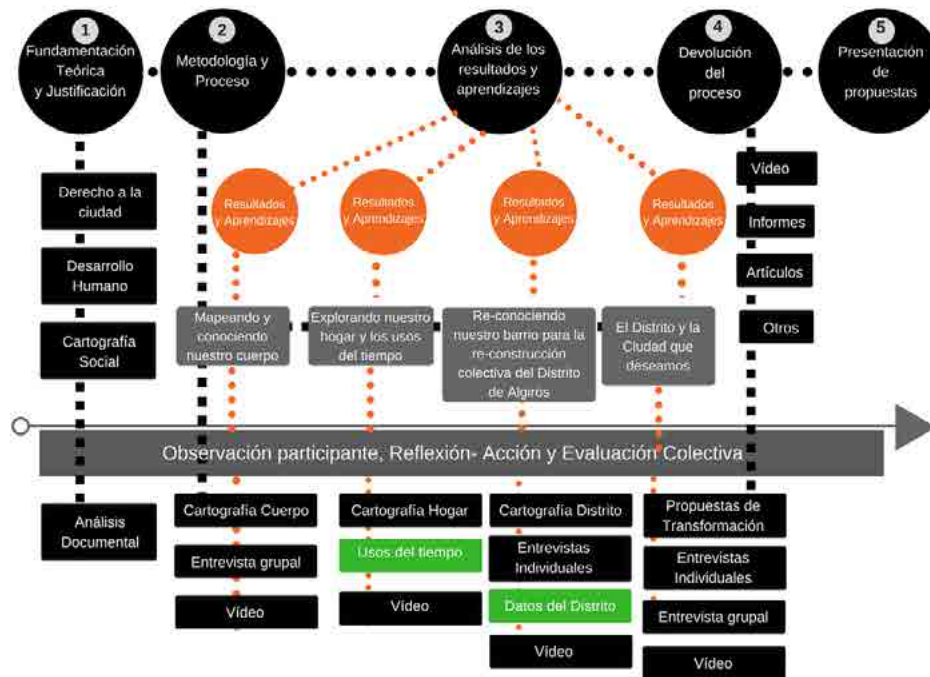 1
Fundamentación
Teórica
y Justificación
2
Metodología y
Proceso
3
Análisis de los
resultados y
aprendizajes
4
Devolución
del
proceso
5
Presentación
de
propuestas
Derecho a la
ciudad
Desarrollo
Humano
Cartografía
Social
Resultados
y Aprendizajes
Resultados
y Aprendizajes
Resultados
y Aprendizajes
Resultados
y Aprendizajes
Vídeo
Informes
Artículos
Otros
Mapeando y
conociendo
nuestro cuerpo
Explorando nuestro
hogar y los usos
del tiempo
Re-conociendo
nuestro barrio para la
re-construcción
colectiva del Distrito
de Algiros
El Distrito y la
Ciudad que
deseamos
Observación participante, Reflexión- Acción y Evaluación Colectiva
Análisis
Documental
Cartografía Cuerpo
Entrevista grupal
Vídeo
Cartografía Hogar
Usos del tiempo
Vídeo
Cartografía Distrito
Entrevistas
Individuales
Datos del Distrito
Vídeo
Propuestas de
Transformación
Entrevistas
Individuales
Entrevista grupal
Vídeo